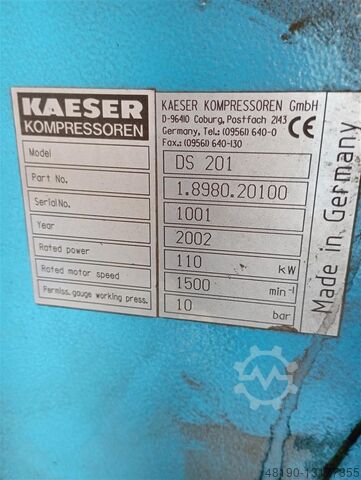 KAESER
KOMPRESSOREN
KAESER KOMPRESSOREN GmbH
D-96410 Coburg, Postfach 2143
Germany, Tel.: (09561) 640-0
Fax.: (09561) 640-130
CE
Model DS 201
Part No. 1.8980.20100
Serial No. 1001
Year 2002
Rated power 110 kW
Rated motor speed 1500 min-1
Permiss. gauge working press. 10 bar
Made in Germany